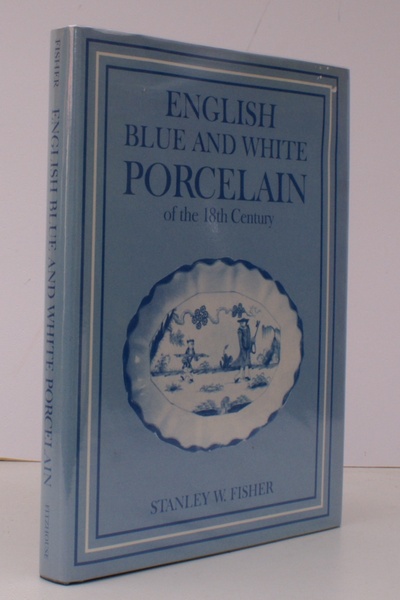 FISHER ENGLISH BLUE AND WHITE PORCELAIN
ENGLISH
BLUE AND WHITE
PORCELAIN
of the 18th Century
STANLEY W. FISHER